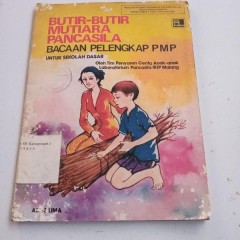 BUTIR-BUTIR
MUTIARA
PANCASILA
BACAAN PELENGKAP PMP
UNTUK SEKOLAH DASAR
Oleh Tim Penyusun Cerita Anak-anak
Laboratorium Pancasila IKIP Malang
LIMA